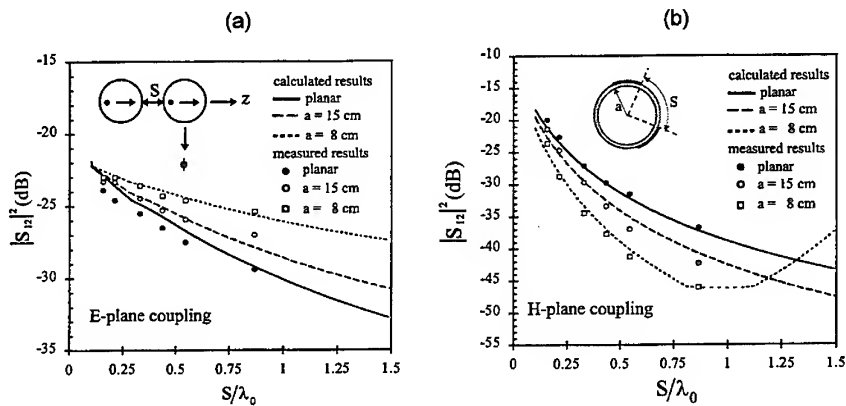 (a)
-15
-20
-25
-30
-35
|S₁₂|² (dB)
S
z
calculated results
planar
a = 15 cm
a = 8 cm
measured results
planar
a = 15 cm
a = 8 cm
E-plane coupling
0 0.25 0.5 0.75 1 1.25 1.5
S/λ₀
(b)
-10
-15
-20
-25
-30
-35
-40
-45
-50
-55
|S₁₂|² (dB)
a
S
calculated results
planar
a = 15 cm
a = 8 cm
measured results
planar
a = 15 cm
a = 8 cm
H-plane coupling
0 0.25 0.5 0.75 1 1.25 1.5
S/λ₀